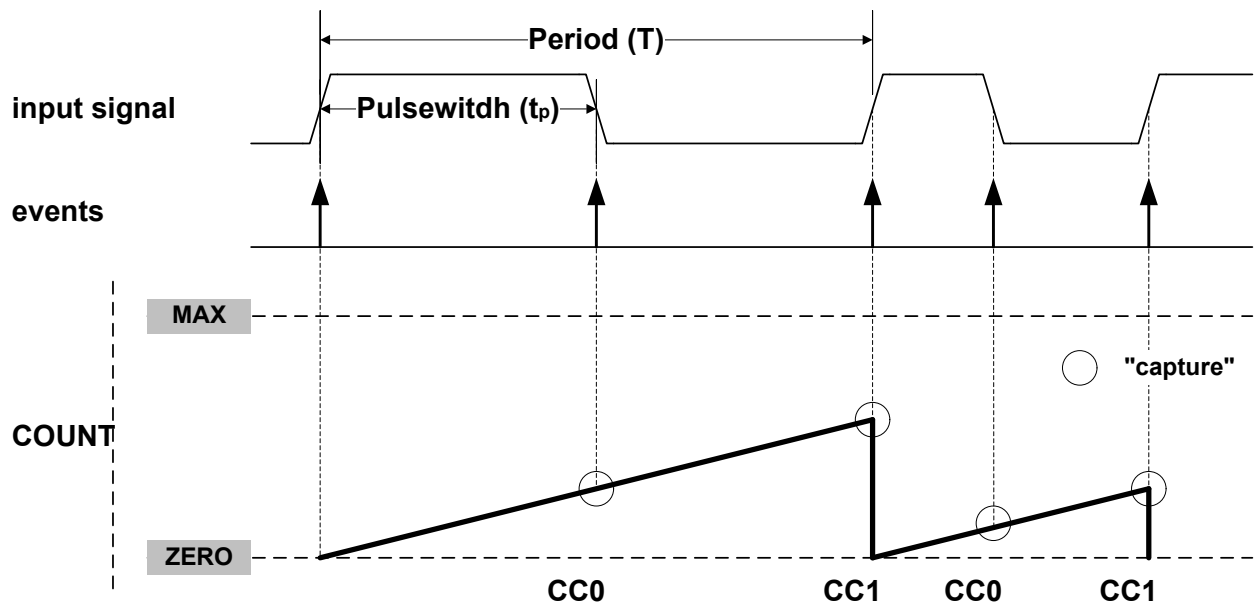 Period (T)
input signal
Pulsewitdh (tp)
events
MAX
"capture"
COUNT
ZERO
CC0 CC1 CC0 CC1